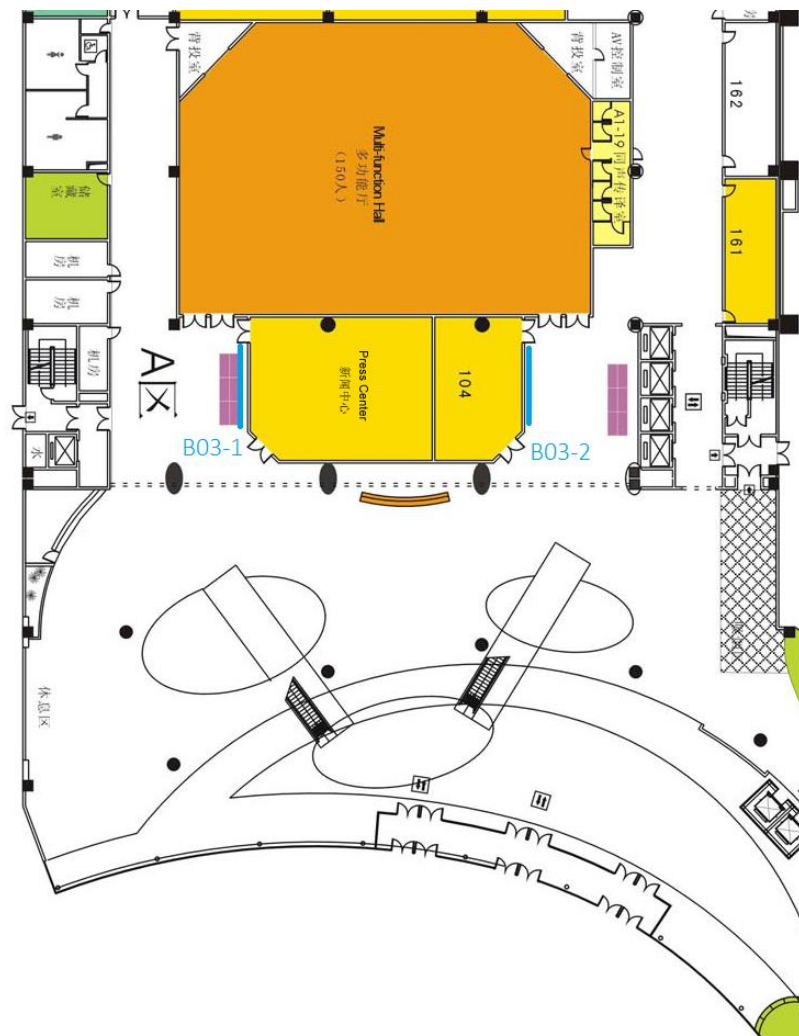 Y
房
背投室
背投室
AV控制室
162
A1-19同声传译室
Multi-function Hall
多功能厅
(150人)
储藏室
161
机房
机房
机房
A区
Press Center
新闻中心
104
B03-1
B03-2
水
休息区